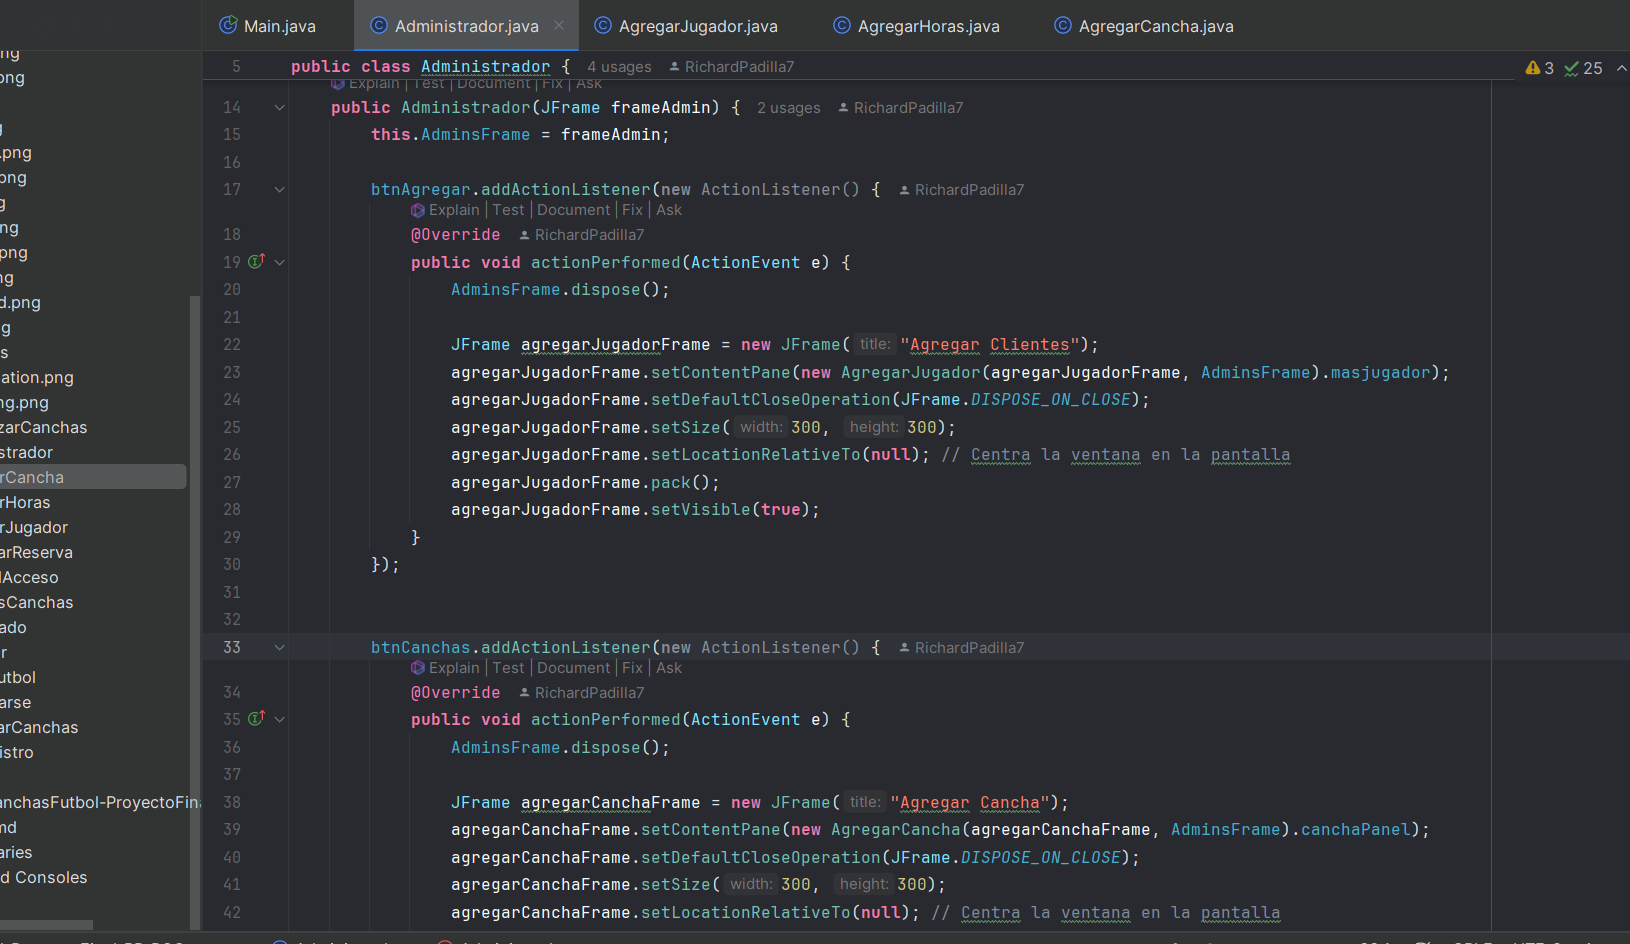 Main.java
Administrador.java
AgregarJugador.java
AgregarHoras.java
AgregarCancha.java
5 public class Administrador { 4 usages RichardPadilla7
3 25
Explain | Test | Document | Fix | Ask
14 public Administrador(JFrame frameAdmin) { 2 usages RichardPadilla7
15 this.AdminsFrame = frameAdmin;
16
17 btnAgregar.addActionListener(new ActionListener() { RichardPadilla7
Explain | Test | Document | Fix | Ask
18 @Override RichardPadilla7
19 public void actionPerformed(ActionEvent e) {
20 AdminsFrame.dispose();
21
22 JFrame agregarJugadorFrame = new JFrame( title: "Agregar Clientes");
23 agregarJugadorFrame.setContentPane(new AgregarJugador(agregarJugadorFrame, AdminsFrame).masjugador);
24 agregarJugadorFrame.setDefaultCloseOperation(JFrame.DISPOSE_ON_CLOSE);
25 agregarJugadorFrame.setSize( width: 300, height: 300);
26 agregarJugadorFrame.setLocationRelativeTo(null); // Centra la ventana en la pantalla
27 agregarJugadorFrame.pack();
28 agregarJugadorFrame.setVisible(true);
29 }
30 });
31
32
33 btnCanchas.addActionListener(new ActionListener() { RichardPadilla7
Explain | Test | Document | Fix | Ask
34 @Override RichardPadilla7
35 public void actionPerformed(ActionEvent e) {
36 AdminsFrame.dispose();
37
38 JFrame agregarCanchaFrame = new JFrame( title: "Agregar Cancha");
39 agregarCanchaFrame.setContentPane(new AgregarCancha(agregarCanchaFrame, AdminsFrame).canchaPanel);
40 agregarCanchaFrame.setDefaultCloseOperation(JFrame.DISPOSE_ON_CLOSE);
41 agregarCanchaFrame.setSize( width: 300, height: 300);
42 agregarCanchaFrame.setLocationRelativeTo(null); // Centra la ventana en la pantalla
ng
png
g
.png
png
g
ng
png
ng
d.png
g
s
ation.png
ng.png
zarCanchas
strador
rCancha
rHoras
rJugador
arReserva
lAcceso
sCanchas
ado
r
utbol
arse
arCanchas
istro
anchasFutbol-ProyectoFin
md
aries
d Consoles